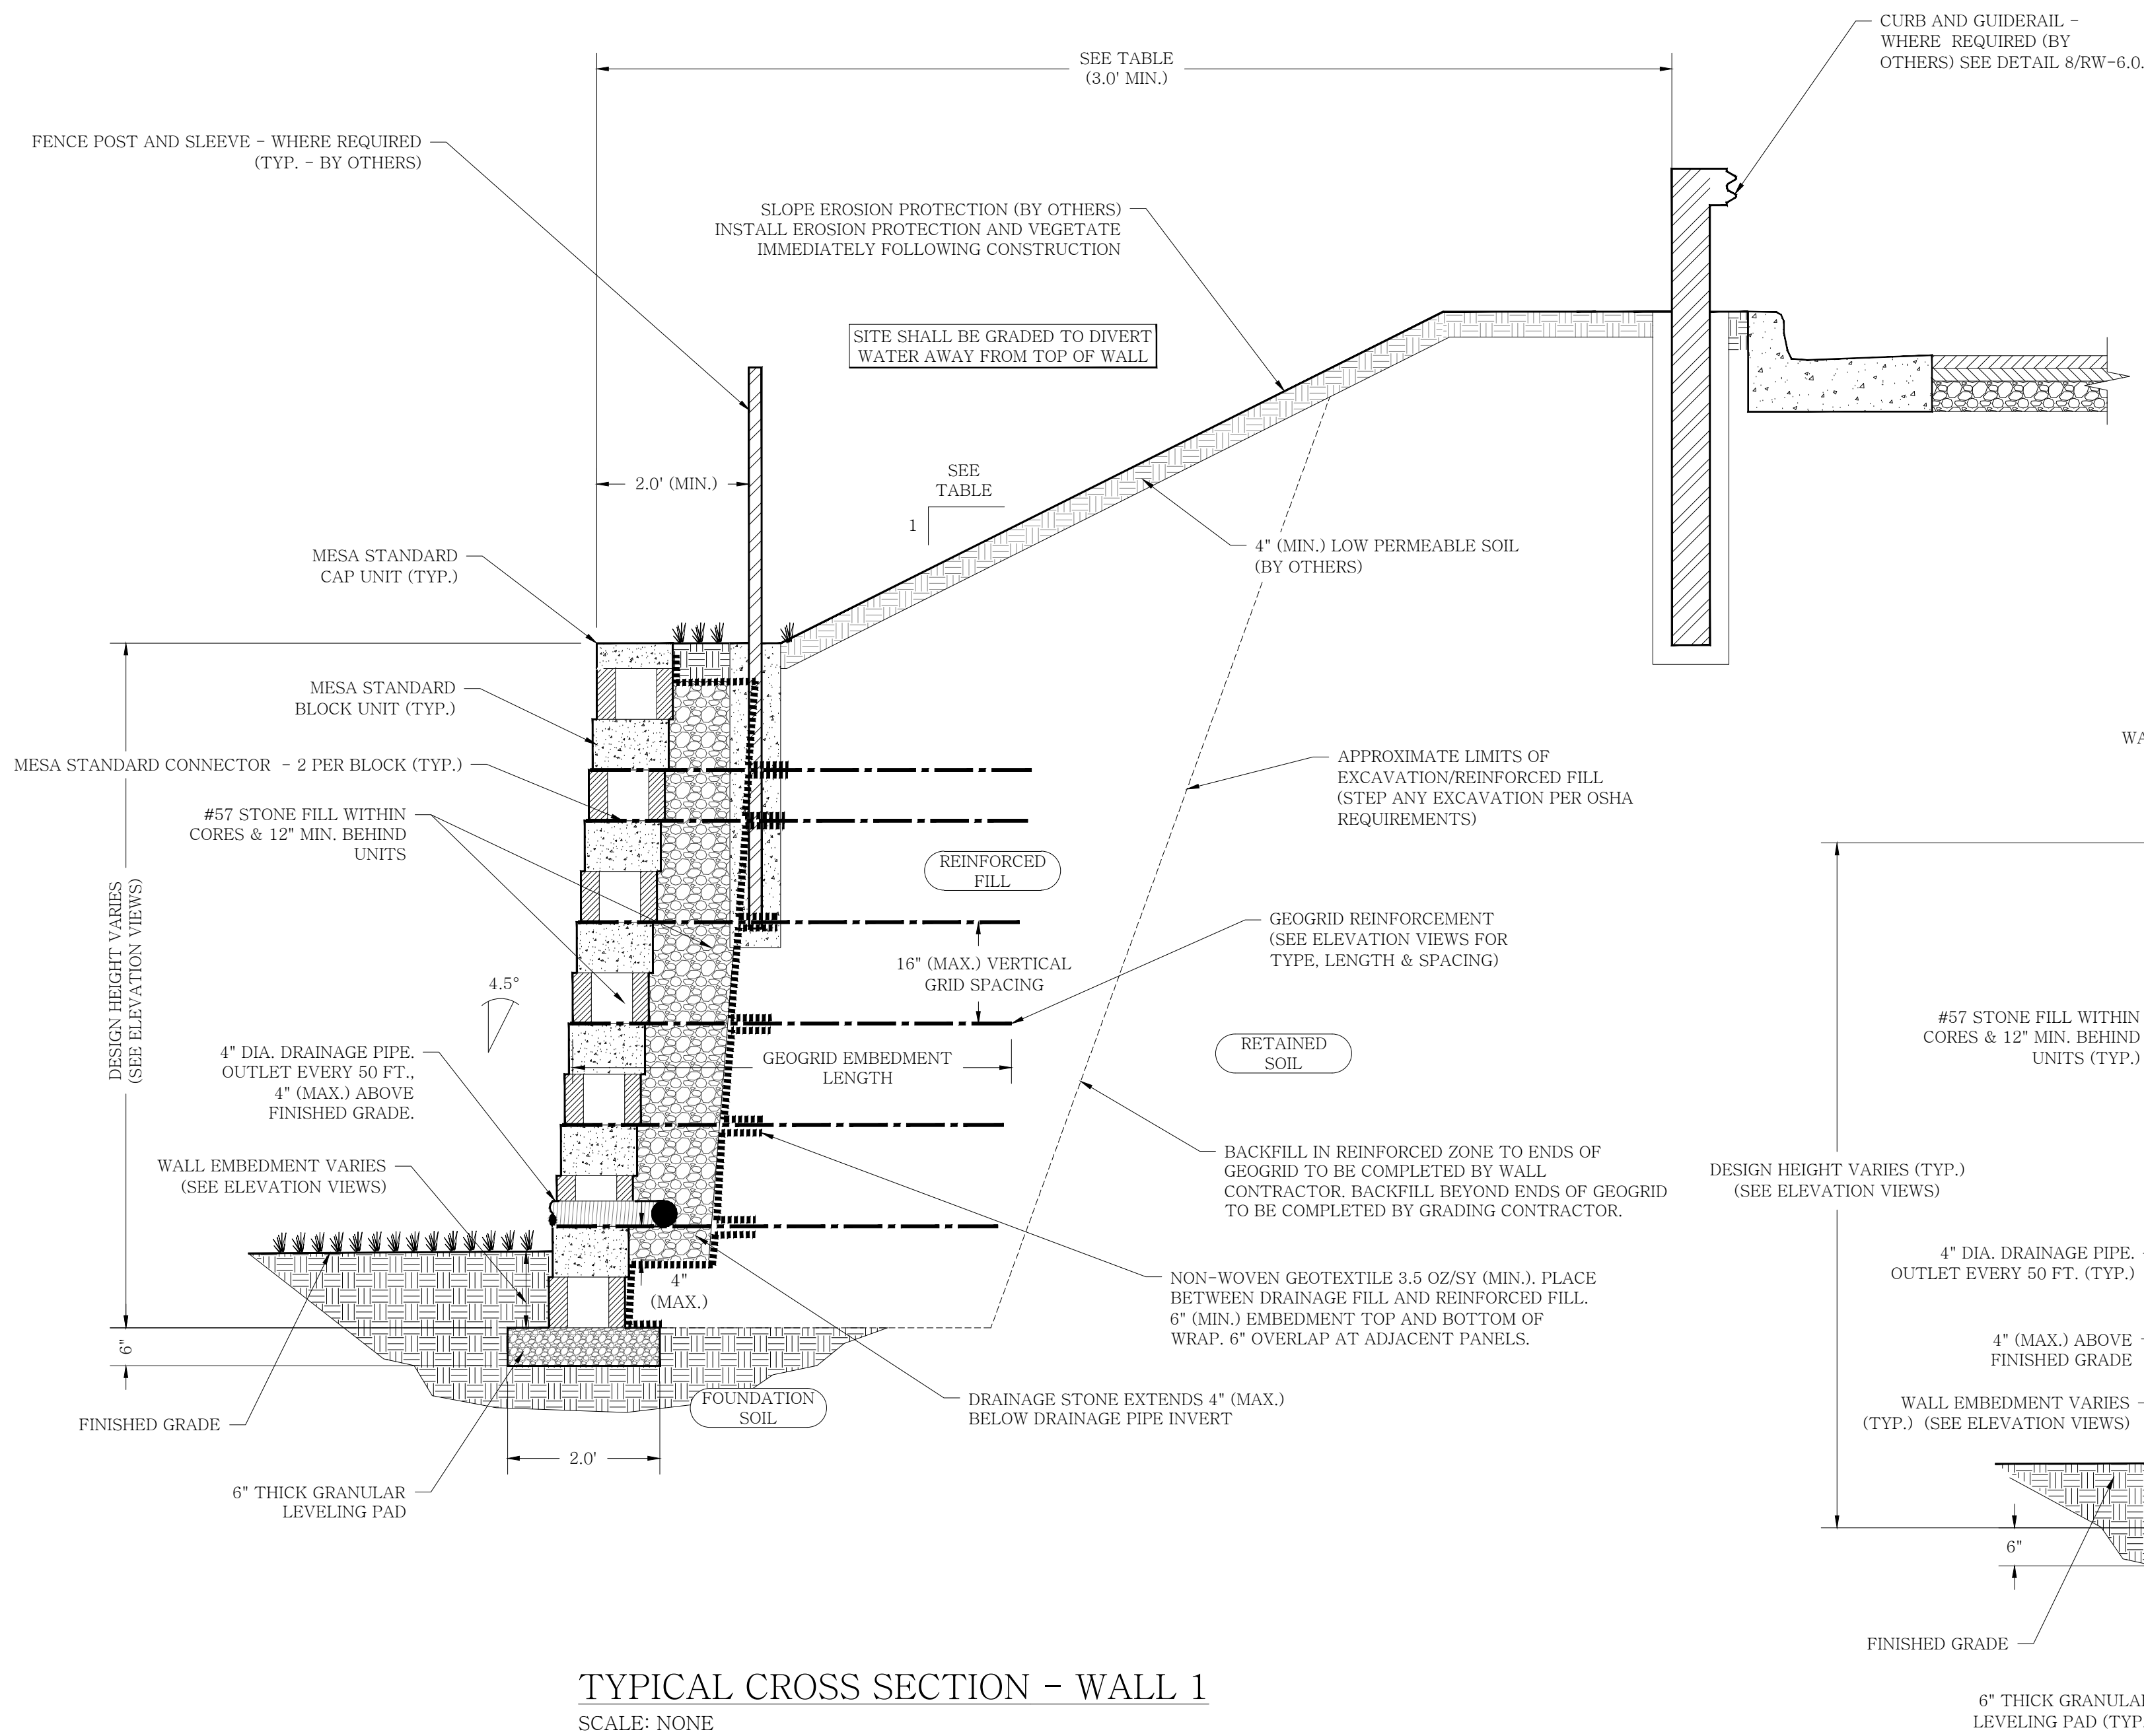 CURB AND GUIDERAIL -
WHERE REQUIRED (BY
OTHERS) SEE DETAIL 8/RW-6.0.
SEE TABLE
(3.0' MIN.)
FENCE POST AND SLEEVE - WHERE REQUIRED
(TYP. - BY OTHERS)
SLOPE EROSION PROTECTION (BY OTHERS)
INSTALL EROSION PROTECTION AND VEGETATE
IMMEDIATELY FOLLOWING CONSTRUCTION
SITE SHALL BE GRADED TO DIVERT
WATER AWAY FROM TOP OF WALL
2.0' (MIN.)
SEE
TABLE
1
4" (MIN.) LOW PERMEABLE SOIL
(BY OTHERS)
MESA STANDARD
CAP UNIT (TYP.)
MESA STANDARD
BLOCK UNIT (TYP.)
MESA STANDARD CONNECTOR - 2 PER BLOCK (TYP.)
#57 STONE FILL WITHIN
CORES & 12" MIN. BEHIND
UNITS
APPROXIMATE LIMITS OF
EXCAVATION/REINFORCED FILL
(STEP ANY EXCAVATION PER OSHA
REQUIREMENTS)
REINFORCED
FILL
DESIGN HEIGHT VARIES
(SEE ELEVATION VIEWS)
GEOGRID REINFORCEMENT
(SEE ELEVATION VIEWS FOR
TYPE, LENGTH & SPACING)
16" (MAX.) VERTICAL
GRID SPACING
4.5°
RETAINED
SOIL
4" DIA. DRAINAGE PIPE.
OUTLET EVERY 50 FT.,
4" (MAX.) ABOVE
FINISHED GRADE.
GEOGRID EMBEDMENT
LENGTH
WALL EMBEDMENT VARIES
(SEE ELEVATION VIEWS)
BACKFILL IN REINFORCED ZONE TO ENDS OF
GEOGRID TO BE COMPLETED BY WALL
CONTRACTOR. BACKFILL BEYOND ENDS OF GEOGRID
TO BE COMPLETED BY GRADING CONTRACTOR.
4"
(MAX.)
NON-WOVEN GEOTEXTILE 3.5 OZ/SY (MIN.). PLACE
BETWEEN DRAINAGE FILL AND REINFORCED FILL.
6" (MIN.) EMBEDMENT TOP AND BOTTOM OF
WRAP. 6" OVERLAP AT ADJACENT PANELS.
6"
FOUNDATION
SOIL
DRAINAGE STONE EXTENDS 4" (MAX.)
BELOW DRAINAGE PIPE INVERT
FINISHED GRADE
2.0'
6" THICK GRANULAR
LEVELING PAD
TYPICAL CROSS SECTION - WALL 1
SCALE: NONE
WA
#57 STONE FILL WITHIN
CORES & 12" MIN. BEHIND
UNITS (TYP.)
DESIGN HEIGHT VARIES (TYP.)
(SEE ELEVATION VIEWS)
4" DIA. DRAINAGE PIPE.
OUTLET EVERY 50 FT. (TYP.)
4" (MAX.) ABOVE
FINISHED GRADE
WALL EMBEDMENT VARIES
(TYP.) (SEE ELEVATION VIEWS)
6"
FINISHED GRADE
6" THICK GRANULAR
LEVELING PAD (TYP.